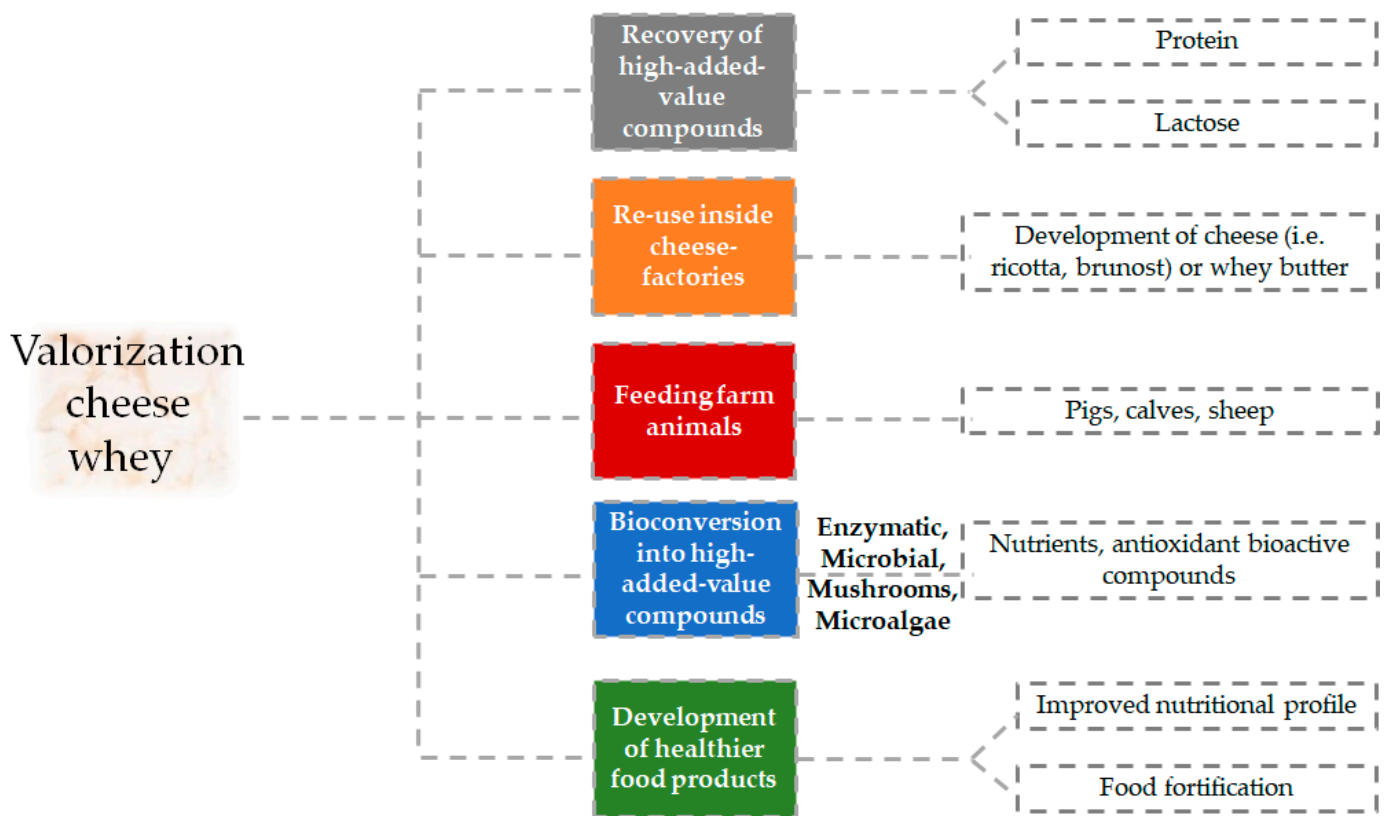 Valorization
cheese
whey
Recovery of
high-added-
value
compounds
Protein
Lactose
Re-use inside
cheese-
factories
Development of cheese (i.e.
ricotta, brunost) or whey butter
Feeding farm
animals
Pigs, calves, sheep
Bioconversion
into high-
added-value
compounds
Enzymatic,
Microbial,
Mushrooms,
Microalgae
Nutrients, antioxidant bioactive
compounds
Development
of healthier
food products
Improved nutritional profile
Food fortification